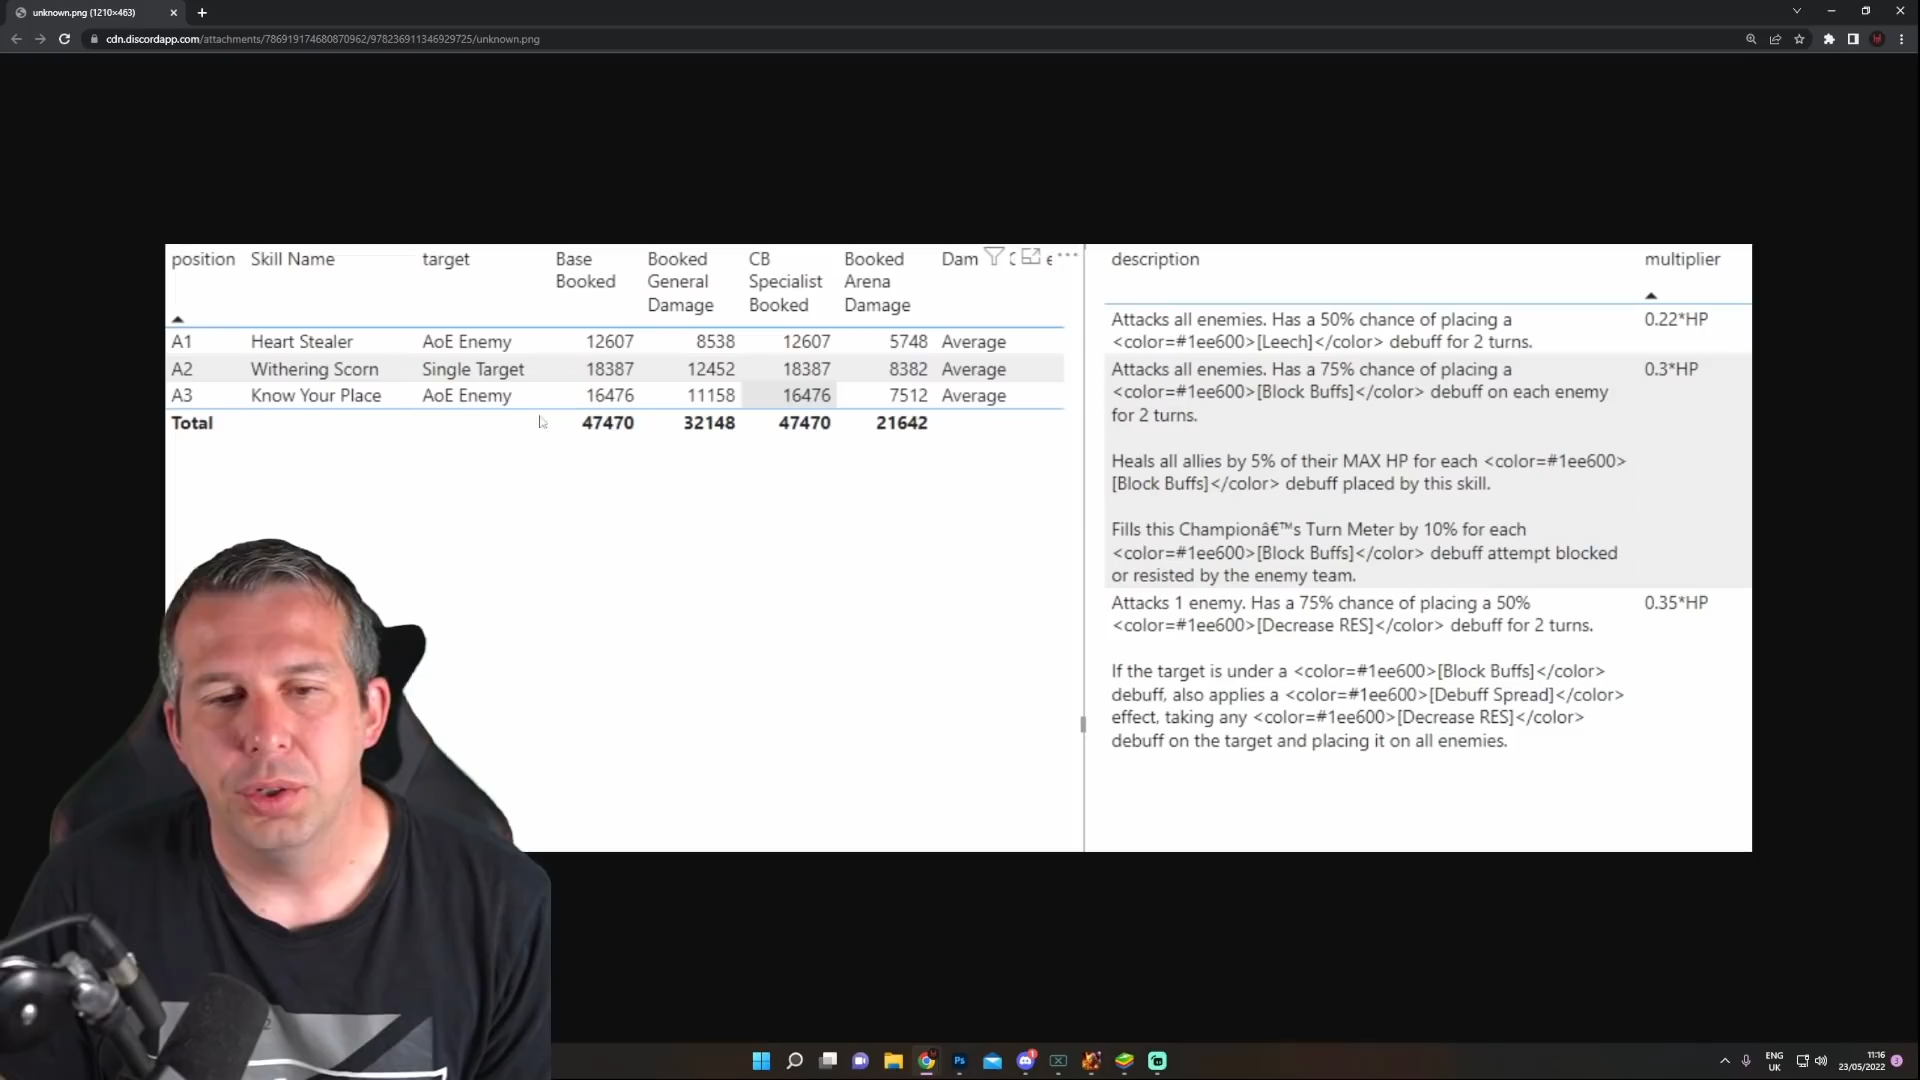 unknown.png (1210×463)
cdn.discordapp.com/attachments/786919174680870962/978236911346929725/unknown.png
position Skill Name target Base Booked Booked General Damage CB Specialist Booked Booked Arena Damage Dam
A1 Heart Stealer AoE Enemy 12607 8538 12607 5748 Average
A2 Withering Scorn Single Target 18387 12452 18387 8382 Average
A3 Know Your Place AoE Enemy 16476 11158 16476 7512 Average
Total 47470 32148 47470 21642
description multiplier
Attacks all enemies. Has a 50% chance of placing a 0.22*HP
<color=#1ee600>[Leech]</color> debuff for 2 turns.
Attacks all enemies. Has a 75% chance of placing a 0.3*HP
<color=#1ee600>[Block Buffs]</color> debuff on each enemy
for 2 turns.
Heals all allies by 5% of their MAX HP for each <color=#1ee600>
[Block Buffs]</color> debuff placed by this skill.
Fills this Championâ€™s Turn Meter by 10% for each
<color=#1ee600>[Block Buffs]</color> debuff attempt blocked
or resisted by the enemy team.
Attacks 1 enemy. Has a 75% chance of placing a 50% 0.35*HP
<color=#1ee600>[Decrease RES]</color> debuff for 2 turns.
If the target is under a <color=#1ee600>[Block Buffs]</color>
debuff, also applies a <color=#1ee600>[Debuff Spread]</color>
effect, taking any <color=#1ee600>[Decrease RES]</color>
debuff on the target and placing it on all enemies.
ENG
UK
11:16
23/05/2022
3